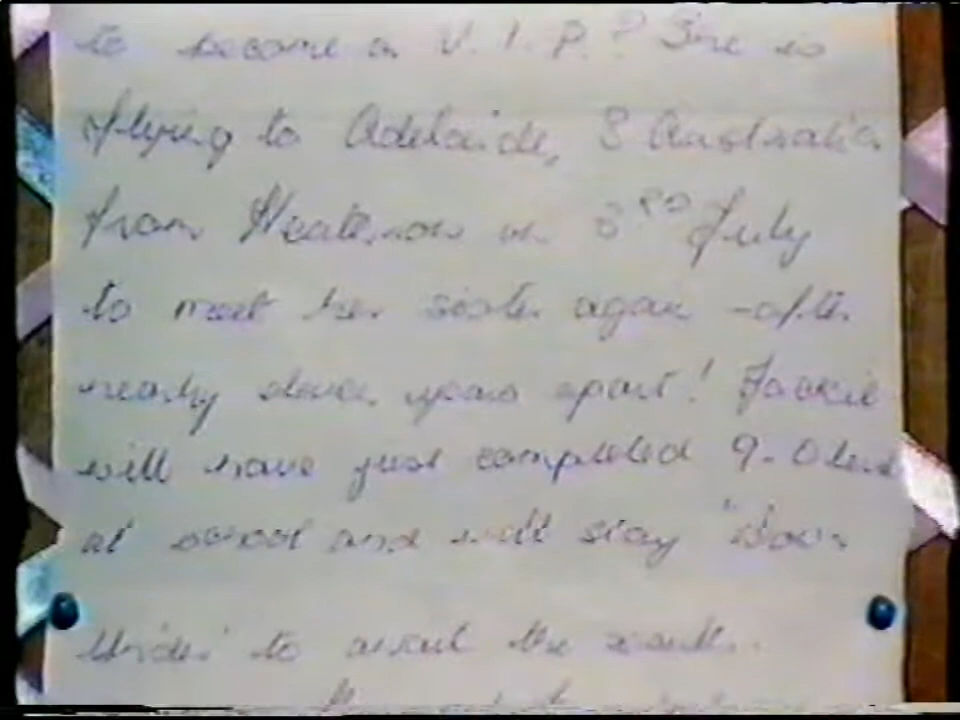 to become a V.I.P.? She is
flying to Adelaide, S Australia
from Heathrow on 3RD July
to meet her sister again - after
nearly eleven years apart! Jackie
will have just completed 9-O level
at school and will stay 'down
Under' to await the results.